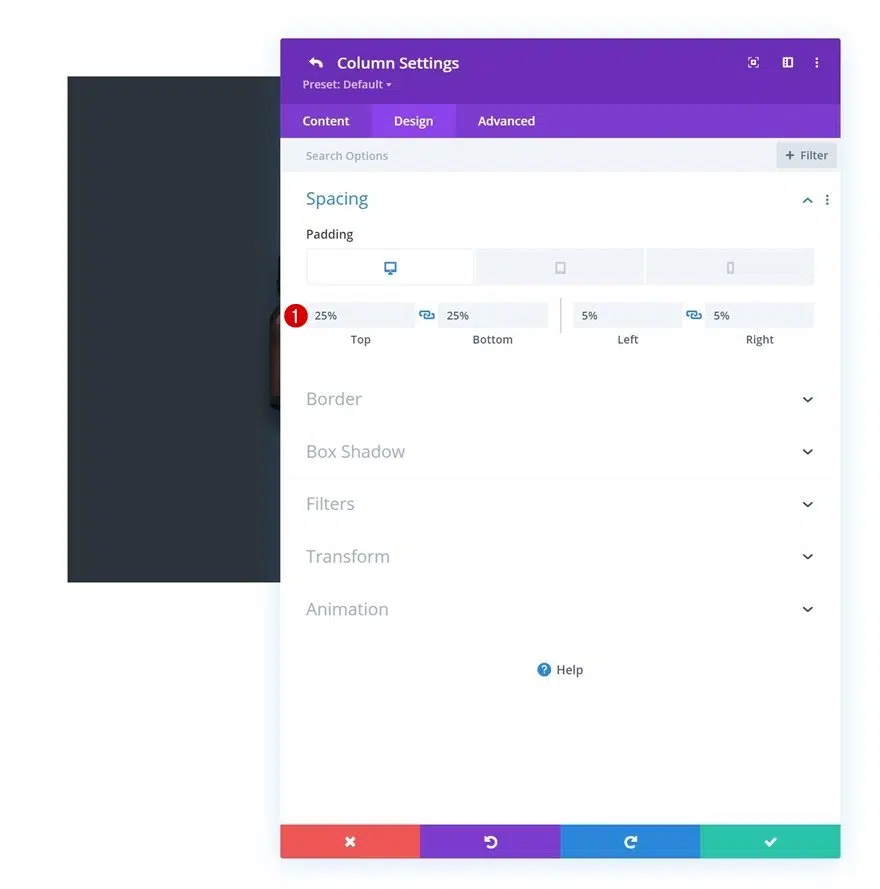 Column Settings
Preset: Default
Content Design Advanced
Search Options + Filter
Spacing
Padding
1 25% 25% 5% 5%
Top Bottom Left Right
Border
Box Shadow
Filters
Transform
Animation
? Help